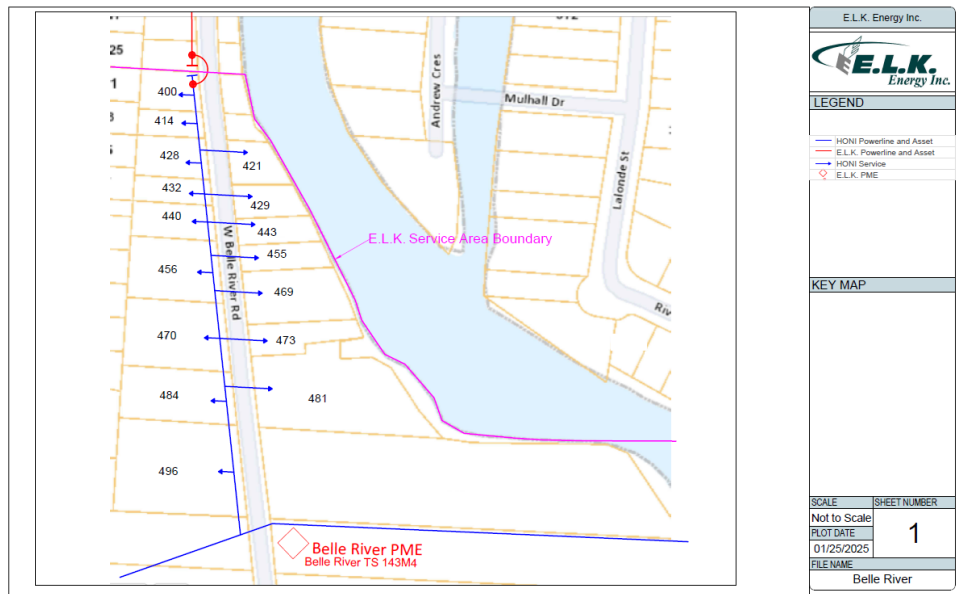 25
1
400
414
428
421
432
429
440
443
455
456
469
470
473
484
481
496
W Belle River Rd
Andrew Cres
Mulhall Dr
Lalonde St
Riv
E.L.K. Service Area Boundary
Belle River PME
Belle River TS 143M4
E.L.K. Energy Inc.
E.L.K.
Energy Inc.
LEGEND
HONI Powerline and Asset
E.L.K. Powerline and Asset
HONI Service
E.L.K. PME
KEY MAP
SCALE
SHEET NUMBER
Not to Scale
1
PLOT DATE
01/25/2025
FILE NAME
Belle River